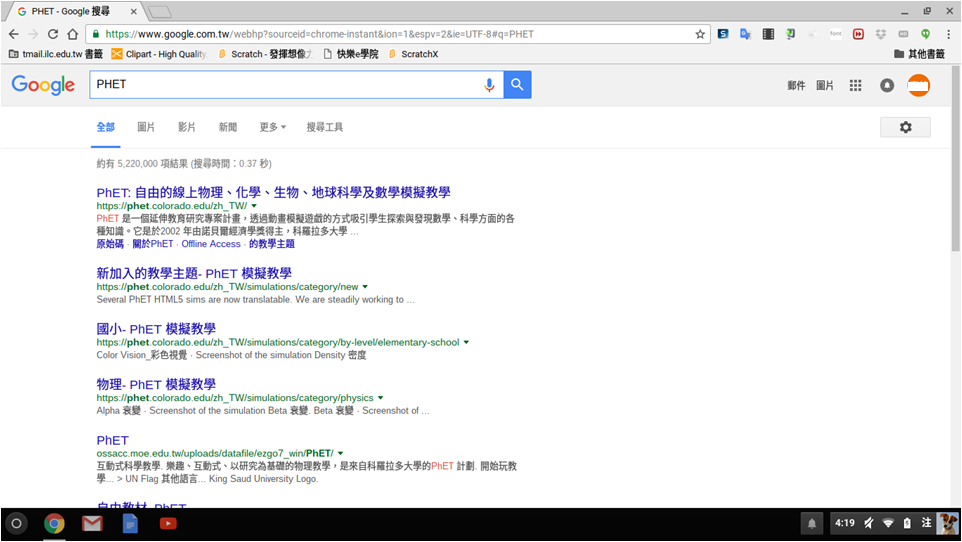 PHET - Google 搜尋
https://www.google.com.tw/webhp?sourceid=chrome-instant&ion=1&espv=2&ie=UTF-8#q=PHET
tmail.ilc.edu.tw 書籤 Clipart - High Quality, Scratch - 發揮想像力 快樂e學院 ScratchX 其他書籤
Google PHET 郵件 圖片
全部 圖片 影片 新聞 更多 搜尋工具
約有 5,220,000 項結果 (搜尋時間:0.37 秒)
PhET: 自由的線上物理、化學、生物、地球科學及數學模擬教學
https://phet.colorado.edu/zh_TW/
PhET 是一個延伸教育研究專案計畫,透過動畫模擬遊戲的方式吸引學生探索與發現數學、科學方面的各
種知識。它是於2002 年由諾貝爾經濟學獎得主,科羅拉多大學 ...
原始碼 · 關於PhET · Offline Access · 的教學主題
新加入的教學主題- PhET 模擬教學
https://phet.colorado.edu/zh_TW/simulations/category/new
Several PhET HTML5 sims are now translatable. We are steadily working to ...
國小- PhET 模擬教學
https://phet.colorado.edu/zh_TW/simulations/category/by-level/elementary-school
Color Vision_彩色視覺 · Screenshot of the simulation Density 密度
物理- PhET 模擬教學
https://phet.colorado.edu/zh_TW/simulations/category/physics
Alpha 衰變 · Screenshot of the simulation Beta 衰變. Beta 衰變 · Screenshot of ...
PhET
ossacc.moe.edu.tw/uploads/datafile/ezgo7_win/PhET/
互動式科學教學. 樂趣、互動式、以研究為基礎的物理教學,是來自科羅拉多大學的PhET 計劃. 開始玩教
學... > UN Flag 其他語言... King Saud University Logo.
自由教材- PhET
4:19 注